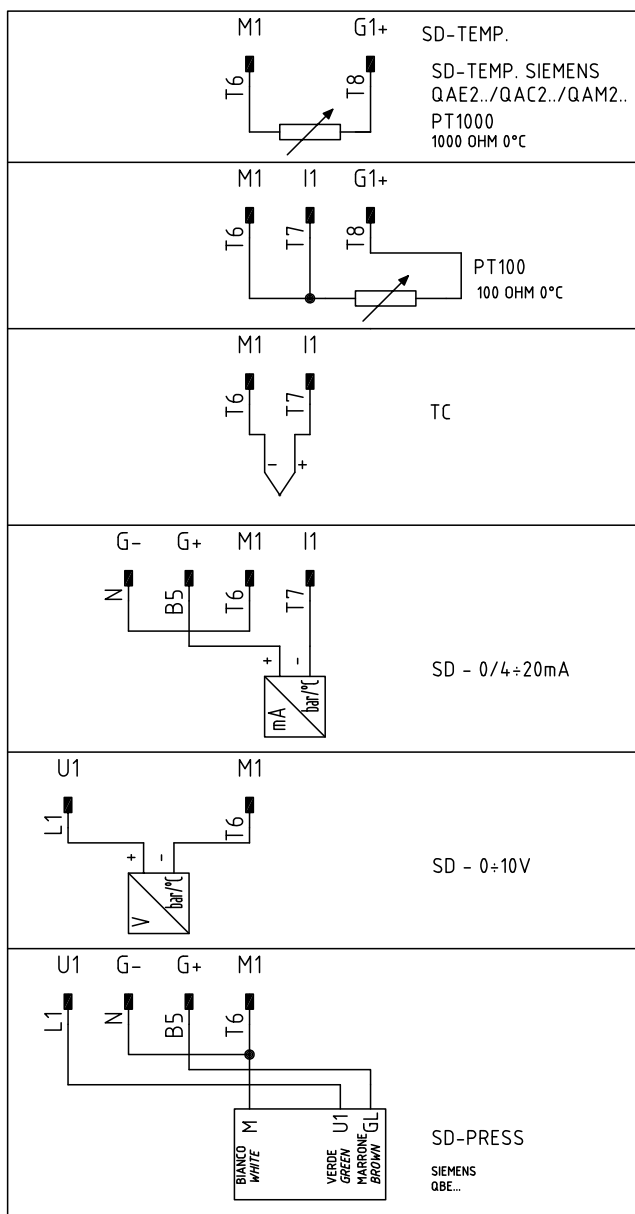 M1 G1+ SD-TEMP.
T6 T8
SD-TEMP. SIEMENS
QAE2../QAC2../QAM2..
PT1000
1000 OHM 0°C
M1 I1 G1+
T6 T7 T8
PT100
100 OHM 0°C
M1 I1
T6 T7
TC
- +
G- G+ M1 I1
N B5 T6 T7
+ -
mA bar/°C
SD - 0/4÷20mA
U1 M1
L1 T6
+ -
V bar/°C
SD - 0÷10V
U1 G- G+ M1
L1 N B5 T6
M U1 GL
BIANCO
WHITE
VERDE
GREEN
MARRONE
BROWN
SD-PRESS
SIEMENS
QBE...